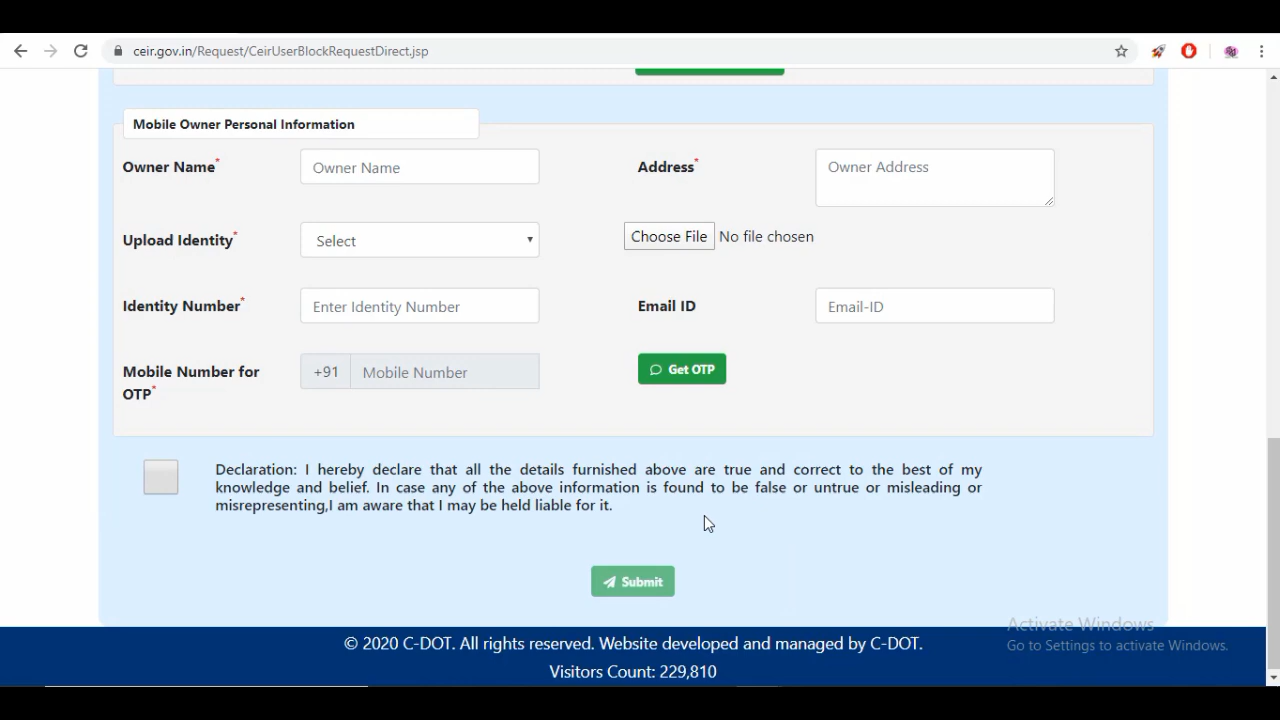 ceir.gov.in/Request/CeirUserBlockRequestDirect.jsp
Mobile Owner Personal Information
Owner Name* Owner Name Address* Owner Address
Upload Identity* Select Choose File No file chosen
Identity Number* Enter Identity Number Email ID Email-ID
Mobile Number for OTP* +91 Mobile Number Get OTP
Declaration: I hereby declare that all the details furnished above are true and correct to the best of my
knowledge and belief. In case any of the above information is found to be false or untrue or misleading or
misrepresenting,I am aware that I may be held liable for it.
Submit
Activate Windows
Go to Settings to activate Windows.
© 2020 C-DOT. All rights reserved. Website developed and managed by C-DOT.
Visitors Count: 229,810